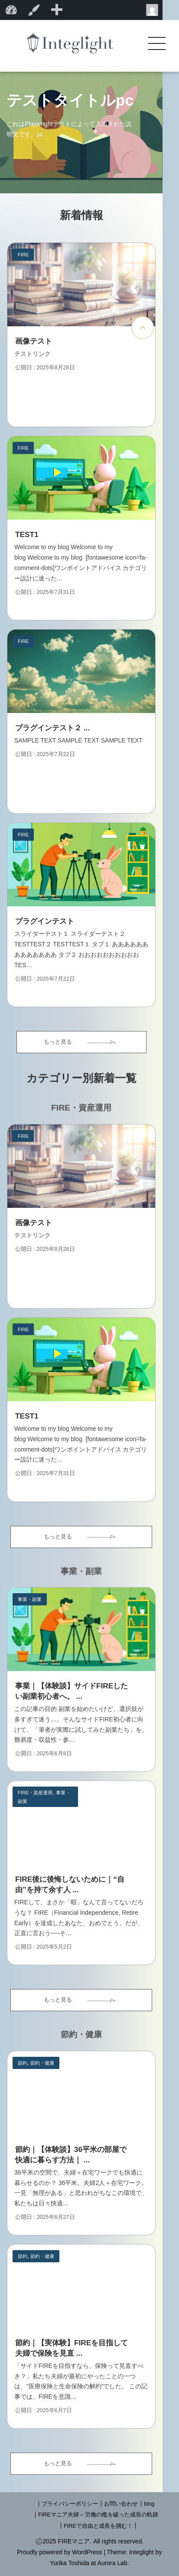 Integlight
テストタイトルpc
これはPlaywrightテストによって入力された説
明文です。pc
新着情報
FIRE
画像テスト
テストリンク
公開日 : 2025年8月28日
FIRE
TEST1
Welcome to my blog Welcome to my
blog Welcome to my blog  [fontawesome icon=fa-
comment-dots]ワンポイントアドバイス カテゴリ
ー設計に迷った…
公開日 : 2025年7月31日
FIRE
プラグインテスト２ ...
SAMPLE TEXT SAMPLE TEXT SAMPLE TEXT
公開日 : 2025年7月22日
FIRE
プラグインテスト
スライダーテスト１ スライダーテスト２
TESTTEST２ TESTTEST１ タブ１ ああああああ
あああああああ タブ２ おおおおおおおおおお
TES…
公開日 : 2025年7月22日
もっと見る
カテゴリー別新着一覧
FIRE・資産運用
FIRE
画像テスト
テストリンク
公開日 : 2025年8月28日
FIRE
TEST1
Welcome to my blog Welcome to my
blog Welcome to my blog  [fontawesome icon=fa-
comment-dots]ワンポイントアドバイス カテゴリ
ー設計に迷った…
公開日 : 2025年7月31日
もっと見る
事業・副業
事業・副業
事業｜【体験談】サイドFIREした
い副業初心者へ。 ...
この記事の目的 副業を始めたいけど、選択肢が
多すぎて迷う…。そんなサイドFIRE初心者に向
けて、「筆者が実際に試してみた副業たち」を、
難易度・収益性・参…
公開日 : 2025年6月8日
FIRE・資産運用, 事業・
副業
FIRE後に後悔しないために｜“自
由”を持て余す人 ...
FIREして、まさか「暇」なんて言ってないだろ
うな？ FIRE（Financial Independence, Retire
Early）を達成したあなた、おめでとう。だが、
正直に言おう──そ…
公開日 : 2025年5月2日
もっと見る
節約・健康
節約, 節約・健康
節約｜【体験談】36平米の部屋で
快適に暮らす方法｜ ...
36平米の空間で、夫婦＋在宅ワークでも快適に
暮らせるのか？ 36平米。夫婦2人＋在宅ワーク。
一見「無理がある」と思われがちなこの環境で、
私たちは日々快適…
公開日 : 2025年6月27日
節約, 節約・健康
節約｜【実体験】FIREを目指して
夫婦で保険を見直 ...
「サイドFIREを目指すなら、保険って見直すべ
き？」私たち夫婦が最初にやったことの一つ
は、“医療保険と生命保険の解約”でした。 この記
事では、FIREを意識…
公開日 : 2025年6月7日
もっと見る
| プライバシーポリシー | お問い合わせ | blog
| FIREマニア夫婦 – 労働の檻を破った成長の軌跡
| FIREで自由と成長を掴む！ |
Ⓒ2025 FIREマニア. All rights reserved.
Proudly powered by WordPress | Theme: Integlight by
Yurika Toshida at Aurora Lab.